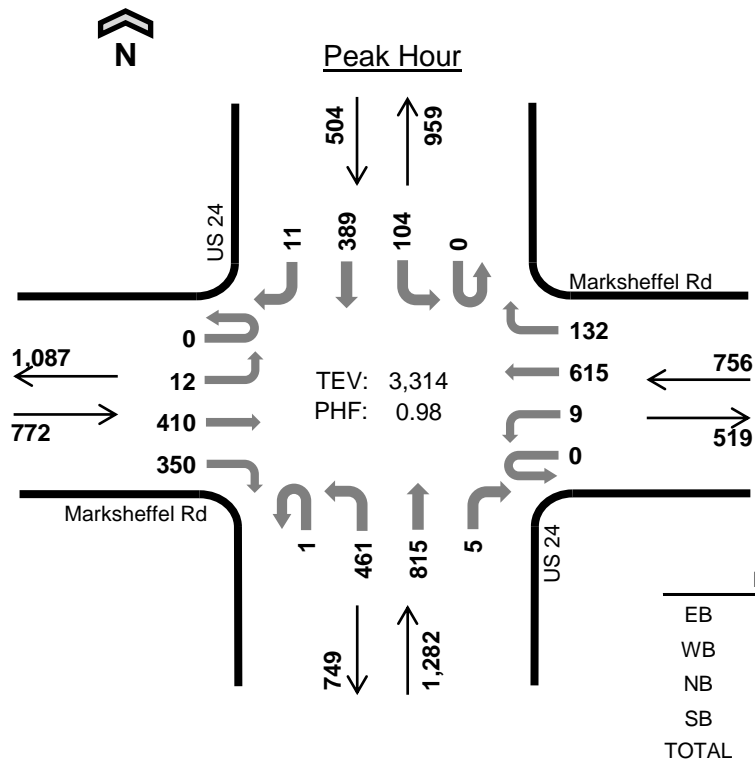 N
Peak Hour
504
959
US 24
11
389
104
0
Marksheffel Rd
0
132
1,087
12
TEV: 3,314
615
756
772
410
PHF: 0.98
9
519
350
0
Marksheffel Rd
1
461
815
5
US 24
749
1,282
EB
WB
NB
SB
TOTAL